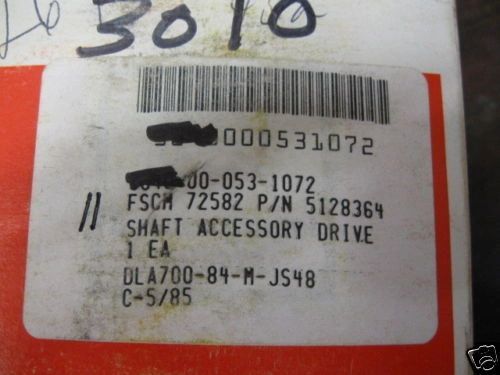 3010
000531072
00-053-1072
FSCM 72582 P/N 5128364
SHAFT ACCESSORY DRIVE
1 EA
DLA700-84-M-JS48
C-5/85